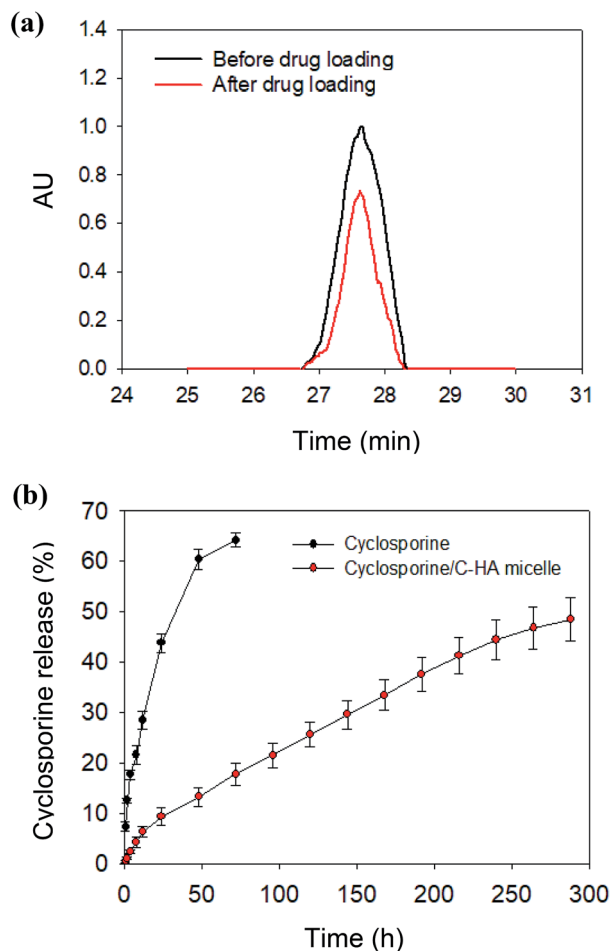 (a)
1.4
1.2
1.0
0.8
0.6
0.4
0.2
0.0
AU
Before drug loading
After drug loading
24 25 26 27 28 29 30 31
Time (min)
(b)
70
60
50
40
30
20
10
0
Cyclosporine release (%)
Cyclosporine
Cyclosporine/C-HA micelle
0 50 100 150 200 250 300
Time (h)